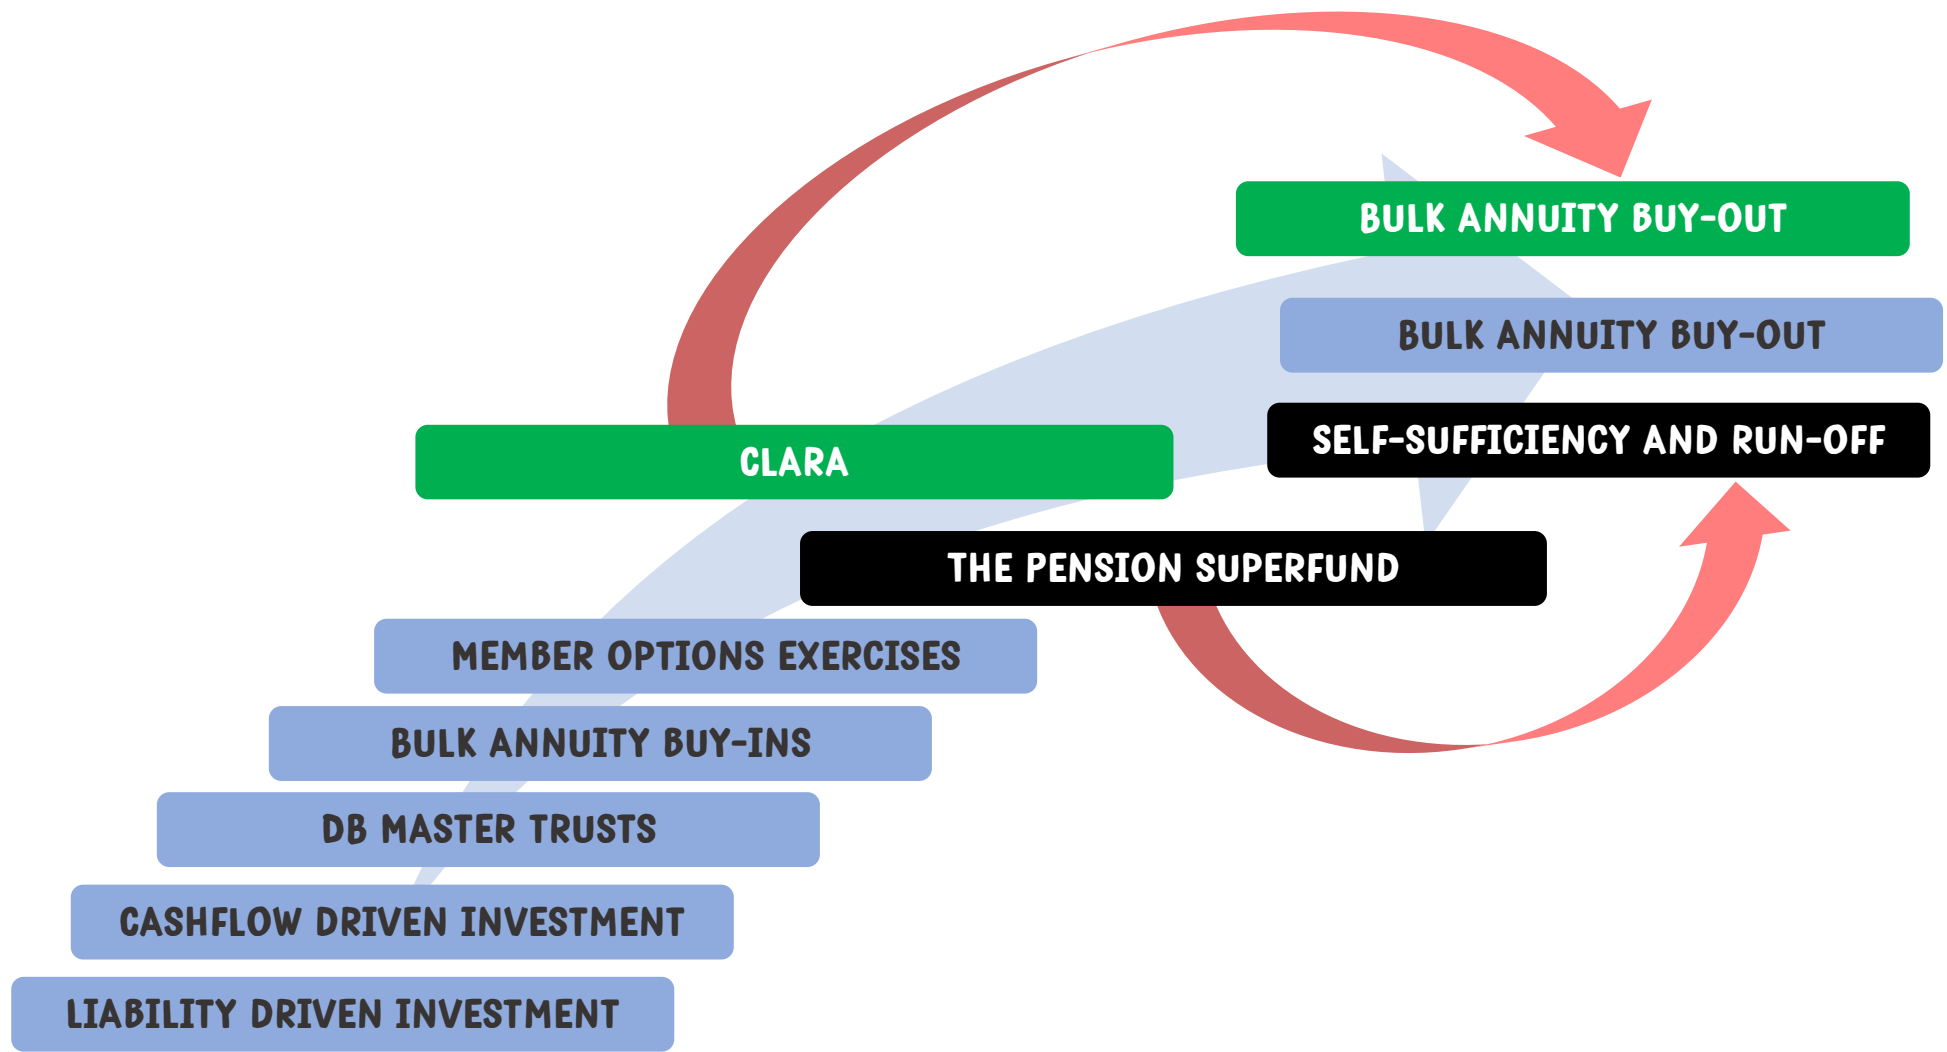 BULK ANNUITY BUY-OUT
BULK ANNUITY BUY-OUT
SELF-SUFFICIENCY AND RUN-OFF
CLARA
THE PENSION SUPERFUND
MEMBER OPTIONS EXERCISES
BULK ANNUITY BUY-INS
DB MASTER TRUSTS
CASHFLOW DRIVEN INVESTMENT
LIABILITY DRIVEN INVESTMENT